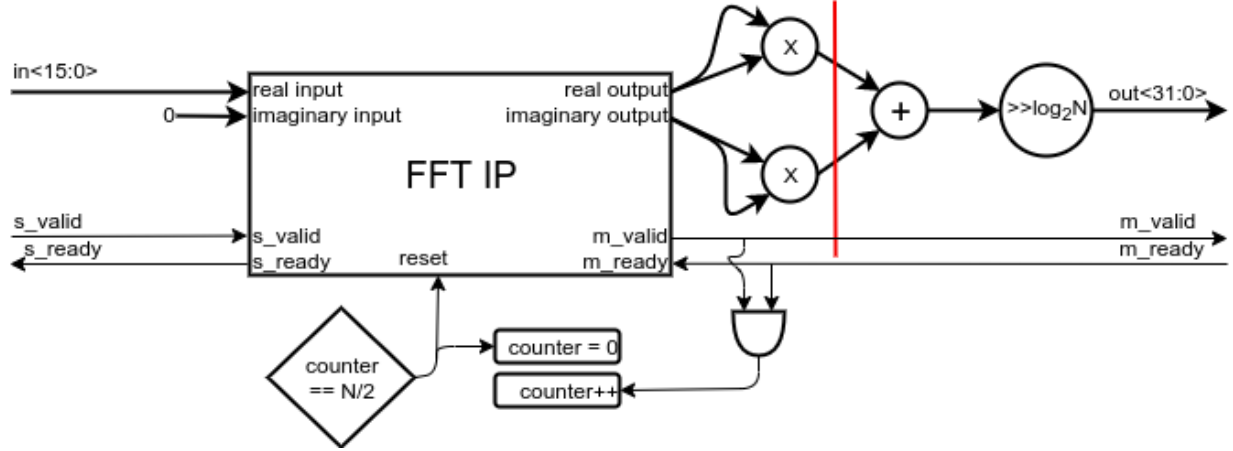 in<15:0>
real input
0
imaginary input
FFT IP
real output
imaginary output
X
X
+
>>log₂N
out<31:0>
s_valid
s_ready
s_valid
s_ready
reset
m_valid
m_ready
m_valid
m_ready
counter
== N/2
counter = 0
counter++